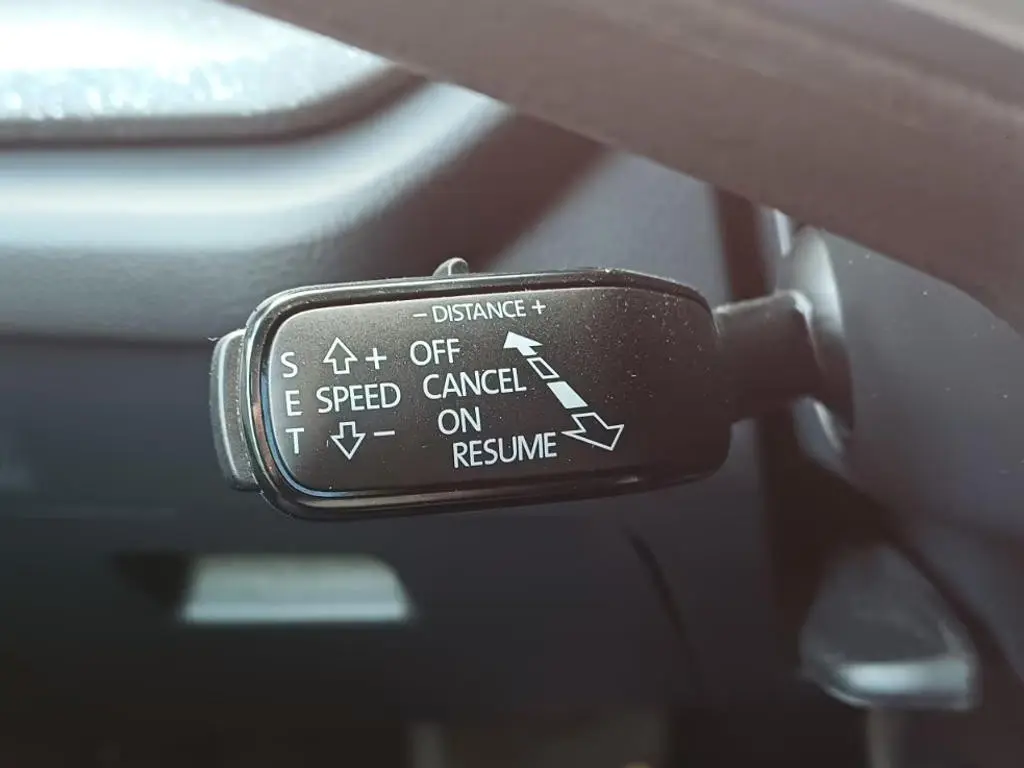 - DISTANCE +
S + OFF
E SPEED CANCEL
T - ON
RESUME